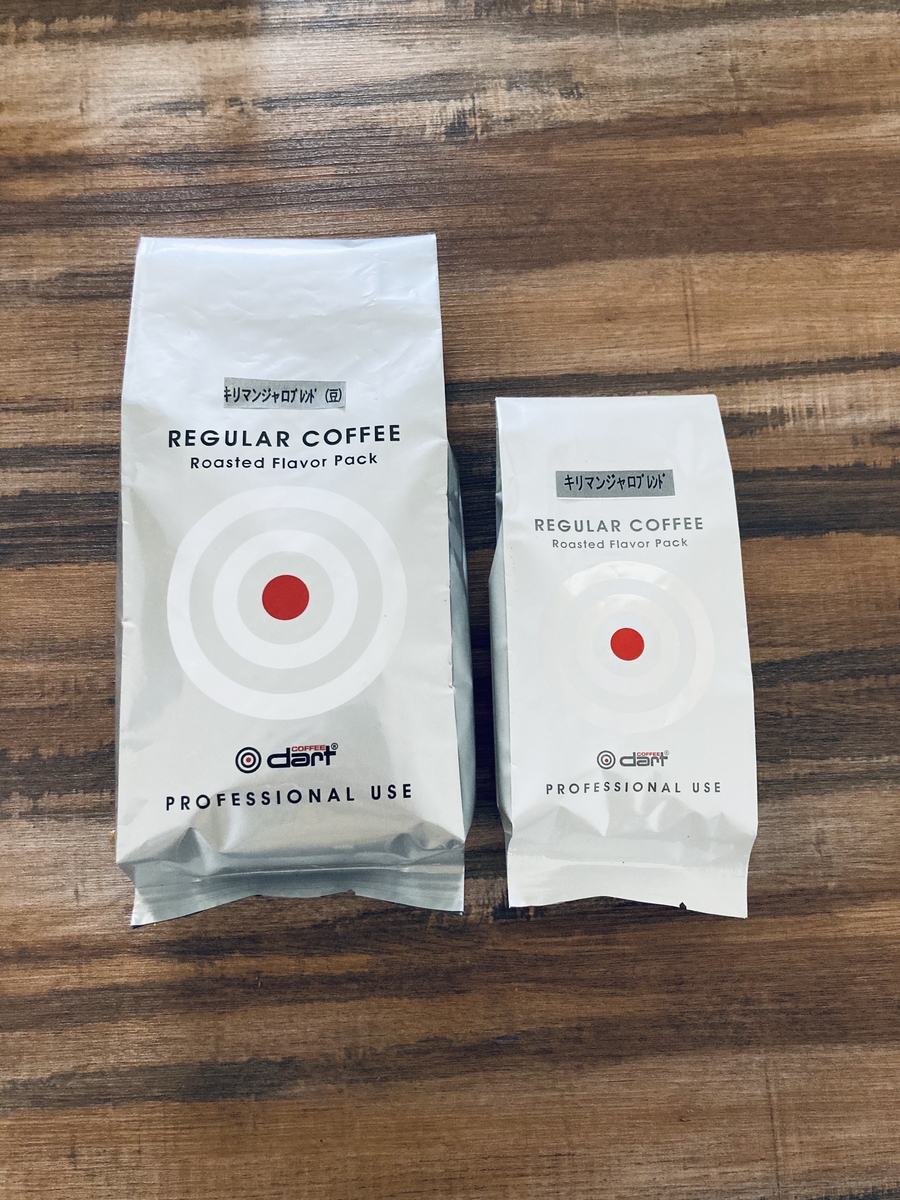 キリマンジャロブレンド (豆)
REGULAR COFFEE
Roasted Flavor Pack
COFFEE
dart®
PROFESSIONAL USE
キリマンジャロブレンド
REGULAR COFFEE
Roasted Flavor Pack
COFFEE
dart®
PROFESSIONAL USE